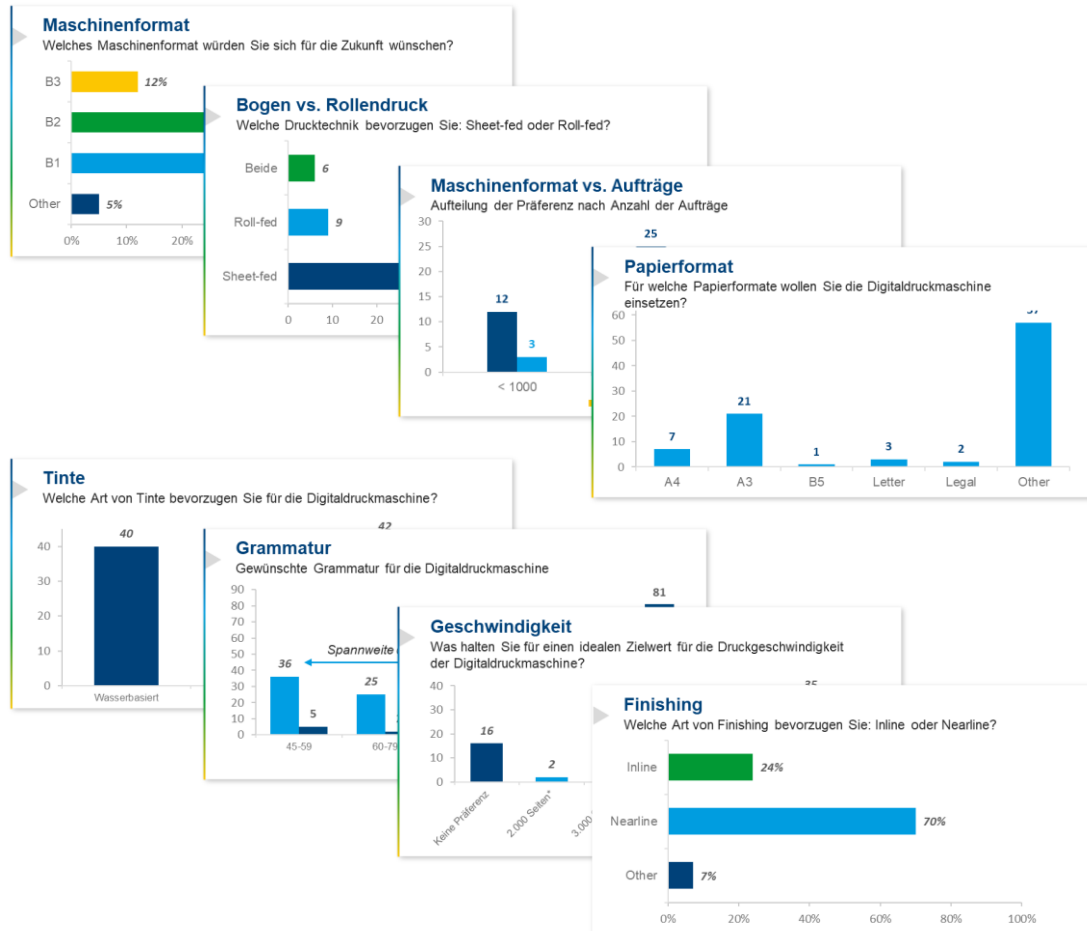 Maschinenformat
Welches Maschinenformat würden Sie sich für die Zukunft wünschen?
B3
12%
B2
B1
Other
5%
0%
10%
20%
Bogen vs. Rollendruck
Welche Drucktechnik bevorzugen Sie: Sheet-fed oder Roll-fed?
Beide
6
Roll-fed
9
Sheet-fed
0
10
20
Maschinenformat vs. Aufträge
Aufteilung der Präferenz nach Anzahl der Aufträge
30
25
20
15
10
5
0
12
3
25
< 1000
Papierformat
Für welche Papierformate wollen Sie die Digitaldruckmaschine
einsetzen?
60
50
40
30
20
10
0
7
21
1
3
2
57
A4
A3
B5
Letter
Legal
Other
Tinte
Welche Art von Tinte bevorzugen Sie für die Digitaldruckmaschine?
40
30
20
10
0
40
42
Wasserbasiert
Grammatur
Gewünschte Grammatur für die Digitaldruckmaschine
90
80
70
60
50
40
30
20
10
0
Spannweite
36
5
25
81
45-59
60-79
Geschwindigkeit
Was halten Sie für einen idealen Zielwert für die Druckgeschwindigkeit
der Digitaldruckmaschine?
40
30
20
10
0
16
2
35
Keine Präferenz
2.000 Seiten*
3.000
Finishing
Welche Art von Finishing bevorzugen Sie: Inline oder Nearline?
Inline
24%
Nearline
70%
Other
7%
0%
20%
40%
60%
80%
100%